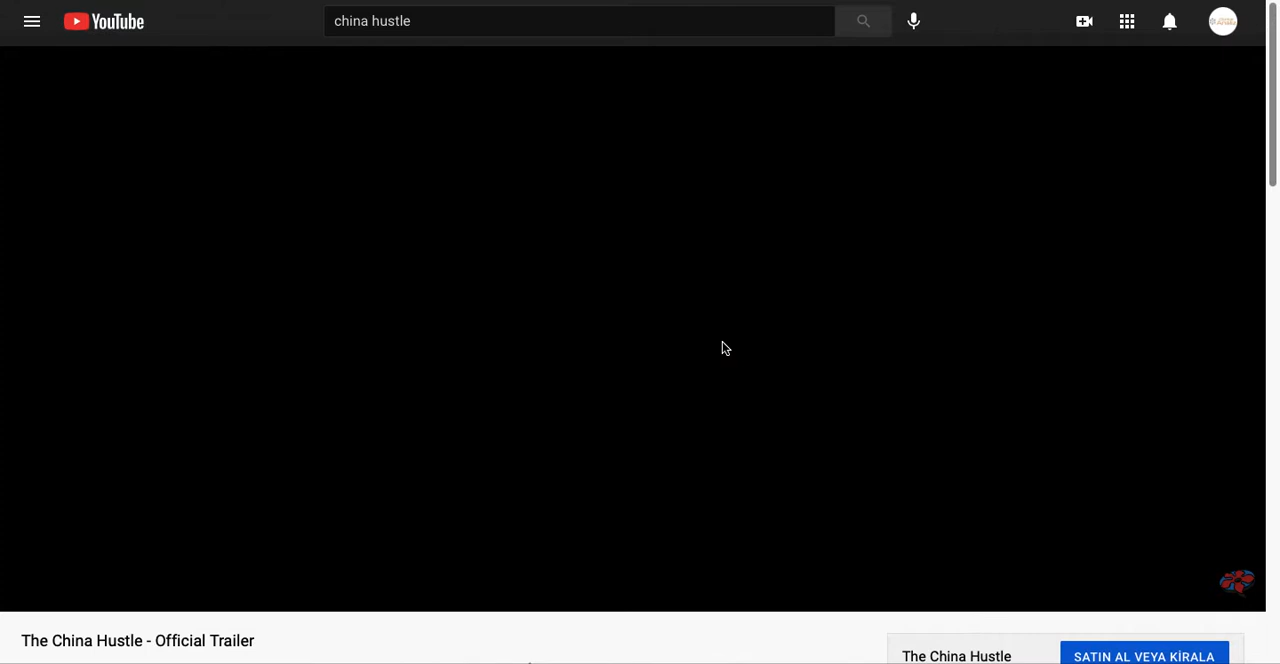 YouTube
china hustle
The China Hustle - Official Trailer
The China Hustle
SATIN AL VEYA KİRALA